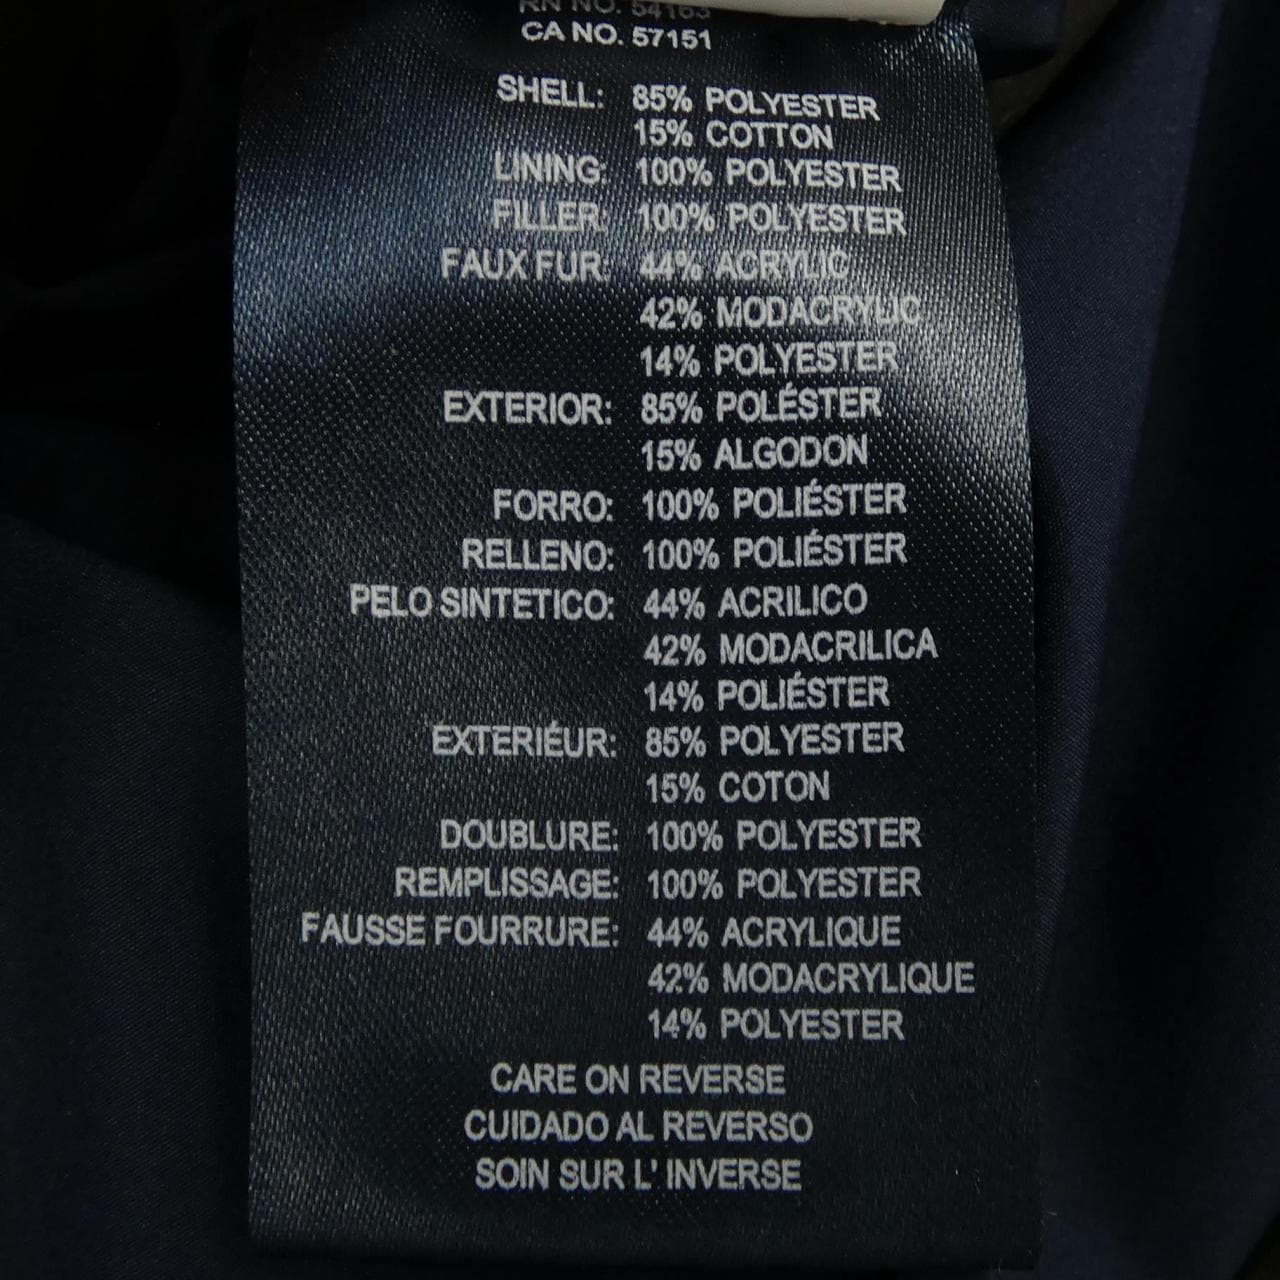 RN NO. 54163
CA NO. 57151
SHELL: 85% POLYESTER
15% COTTON
LINING: 100% POLYESTER
FILLER: 100% POLYESTER
FAUX FUR: 44% ACRYLIC
42% MODACRYLIC
14% POLYESTER
EXTERIOR: 85% POLÉSTER
15% ALGODON
FORRO: 100% POLIÉSTER
RELLENO: 100% POLIÉSTER
PELO SINTETICO: 44% ACRILICO
42% MODACRILICA
14% POLIÉSTER
EXTERIÉUR: 85% POLYESTER
15% COTON
DOUBLURE: 100% POLYESTER
REMPLISSAGE: 100% POLYESTER
FAUSSE FOURRURE: 44% ACRYLIQUE
42% MODACRYLIQUE
14% POLYESTER
CARE ON REVERSE
CUIDADO AL REVERSO
SOIN SUR L' INVERSE